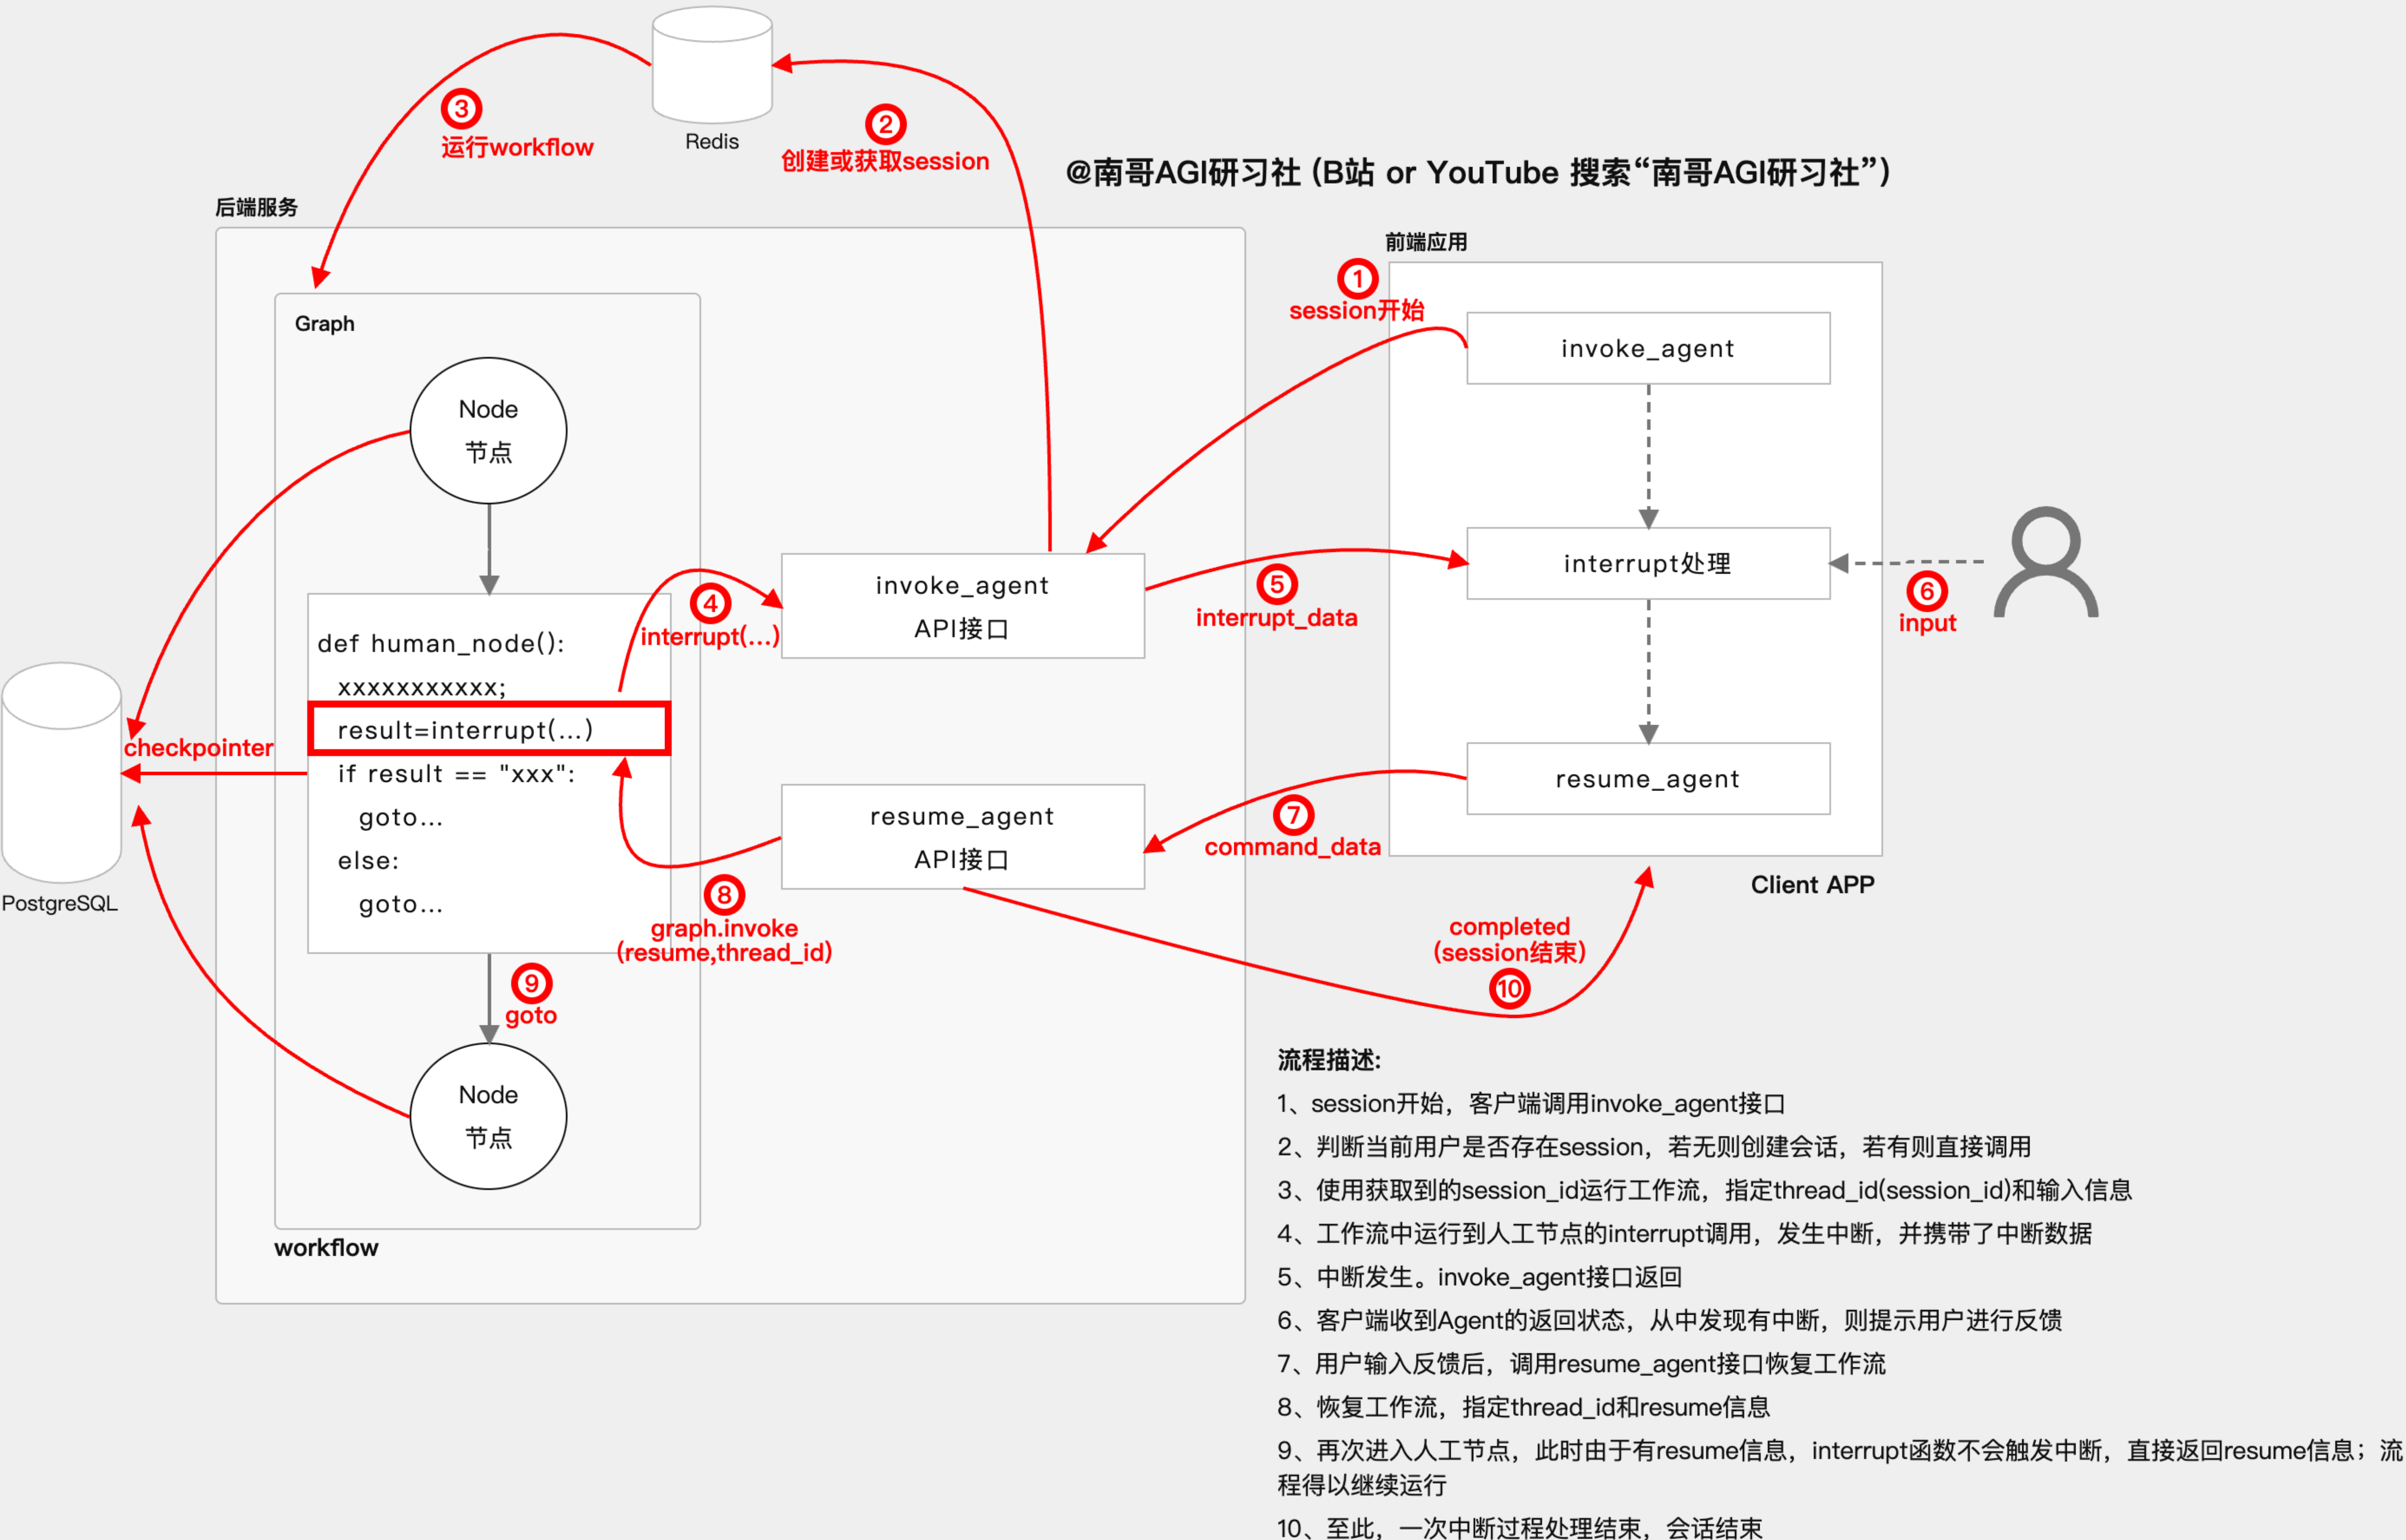 Redis
③
运行workflow
②
创建或获取session
@南哥AGI研习社 (B站 or YouTube 搜索“南哥AGI研习社”)
后端服务
前端应用
①
session开始
Graph
invoke_agent
Node
节点
interrupt处理
⑥
input
invoke_agent
API接口
④
interrupt(...)
⑤
interrupt_data
def human_node():
xxxxxxxxxxx;
result=interrupt(...)
if result == "xxx":
goto...
else:
goto...
checkpointer
PostgreSQL
resume_agent
resume_agent
API接口
⑦
command_data
Client APP
⑧
graph.invoke
(resume,thread_id)
completed
(session结束)
⑩
⑨
goto
Node
节点
workflow
流程描述:
1、session开始，客户端调用invoke_agent接口
2、判断当前用户是否存在session，若无则创建会话，若有则直接调用
3、使用获取到的session_id运行工作流，指定thread_id(session_id)和输入信息
4、工作流中运行到人工节点的interrupt调用，发生中断，并携带了中断数据
5、中断发生。invoke_agent接口返回
6、客户端收到Agent的返回状态，从中发现有中断，则提示用户进行反馈
7、用户输入反馈后，调用resume_agent接口恢复工作流
8、恢复工作流，指定thread_id和resume信息
9、再次进入人工节点，此时由于有resume信息，interrupt函数不会触发中断，直接返回resume信息；流
程得以继续运行
10、至此，一次中断过程处理结束，会话结束